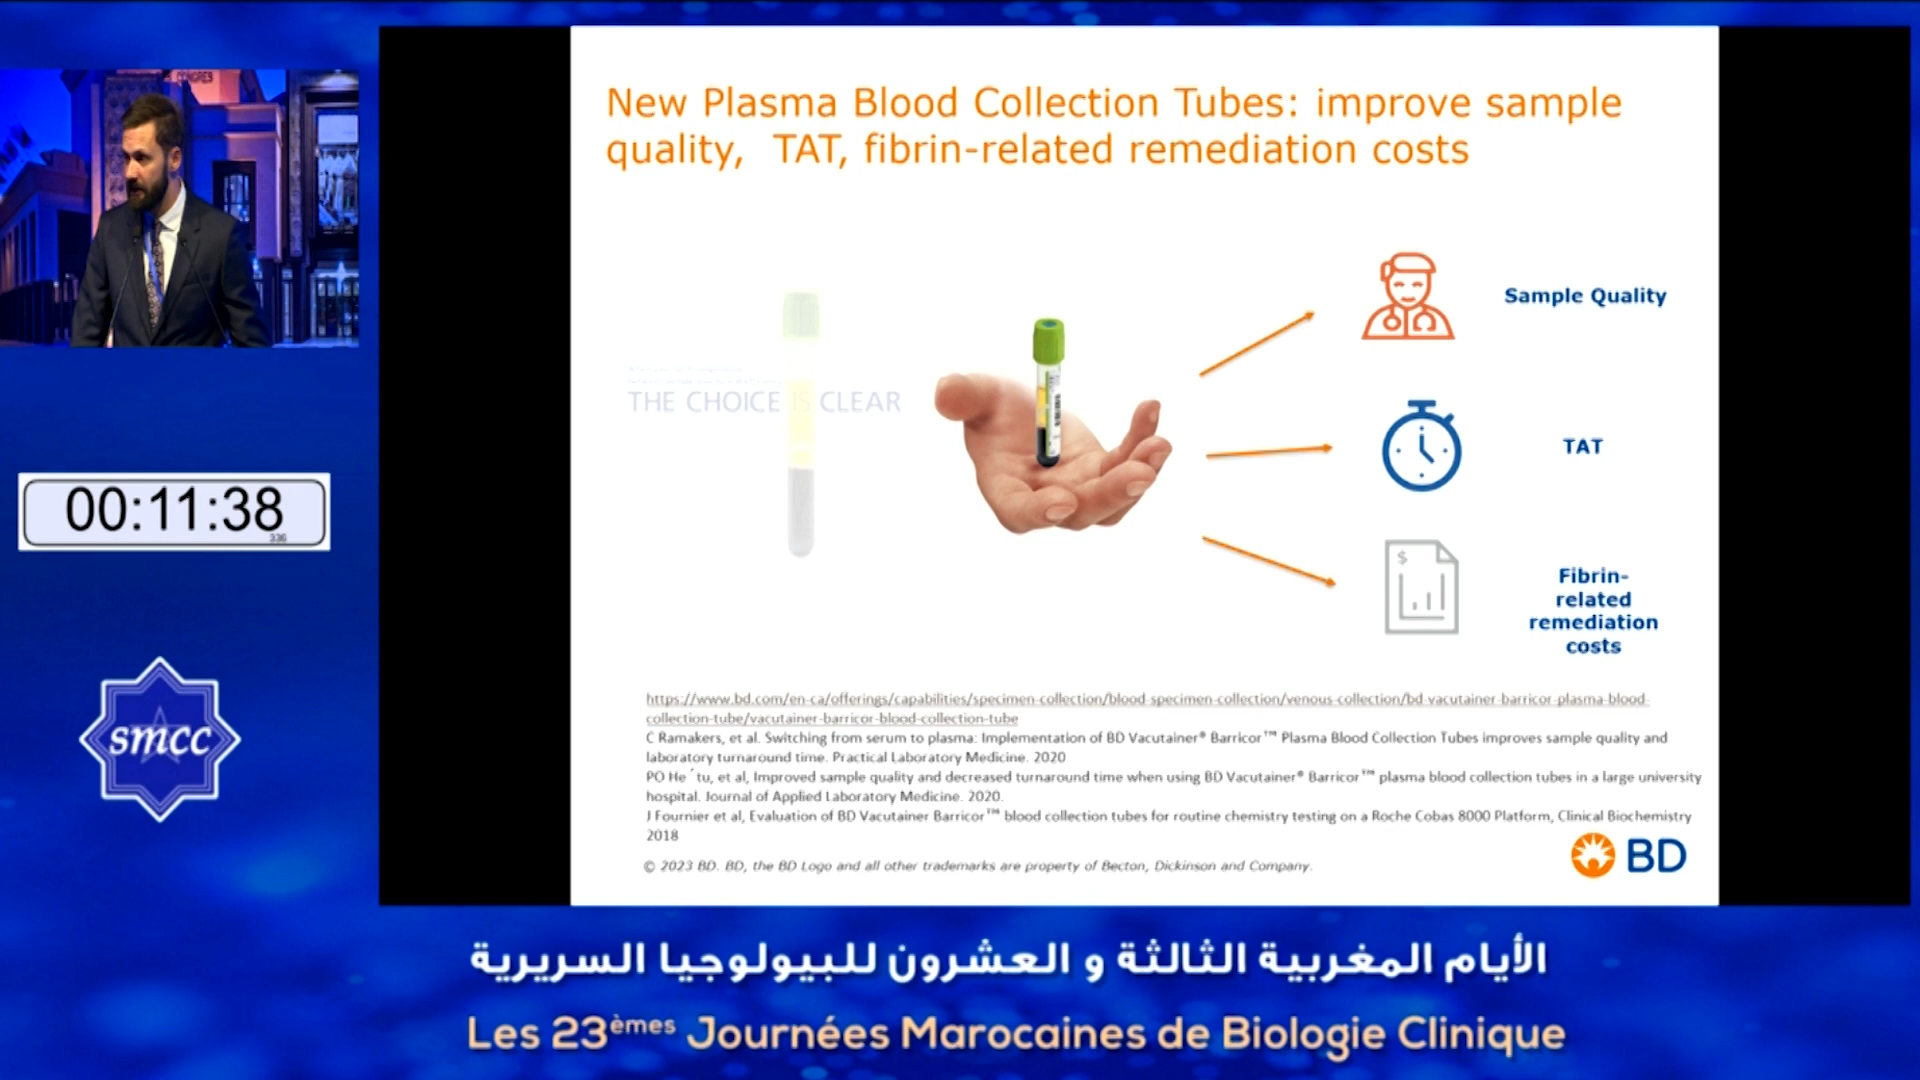 CONGRES
New Plasma Blood Collection Tubes: improve sample
quality, TAT, fibrin-related remediation costs
THE CHOICE IS CLEAR
Sample Quality
TAT
$
Fibrin-
related
remediation
costs
00:11:38
336
smcc
https://www.bd.com/en-ca/offerings/capabilities/specimen-collection/blood-specimen-collection/venous-collection/bd-vacutainer-barricor-plasma-blood-
collection-tube/vacutainer-barricor-blood-collection-tube
C Ramakers, et al. Switching from serum to plasma: Implementation of BD Vacutainer® Barricor™ Plasma Blood Collection Tubes improves sample quality and
laboratory turnaround time. Practical Laboratory Medicine. 2020
PO He´tu, et al, Improved sample quality and decreased turnaround time when using BD Vacutainer® Barricor™ plasma blood collection tubes in a large university
hospital. Journal of Applied Laboratory Medicine. 2020.
J Fournier et al, Evaluation of BD Vacutainer Barricor™ blood collection tubes for routine chemistry testing on a Roche Cobas 8000 Platform, Clinical Biochemistry
2018
© 2023 BD. BD, the BD Logo and all other trademarks are property of Becton, Dickinson and Company.
BD
الأيام المغربية الثالثة و العشرون للبيولوجيا السريرية
Les 23èmes Journées Marocaines de Biologie Clinique